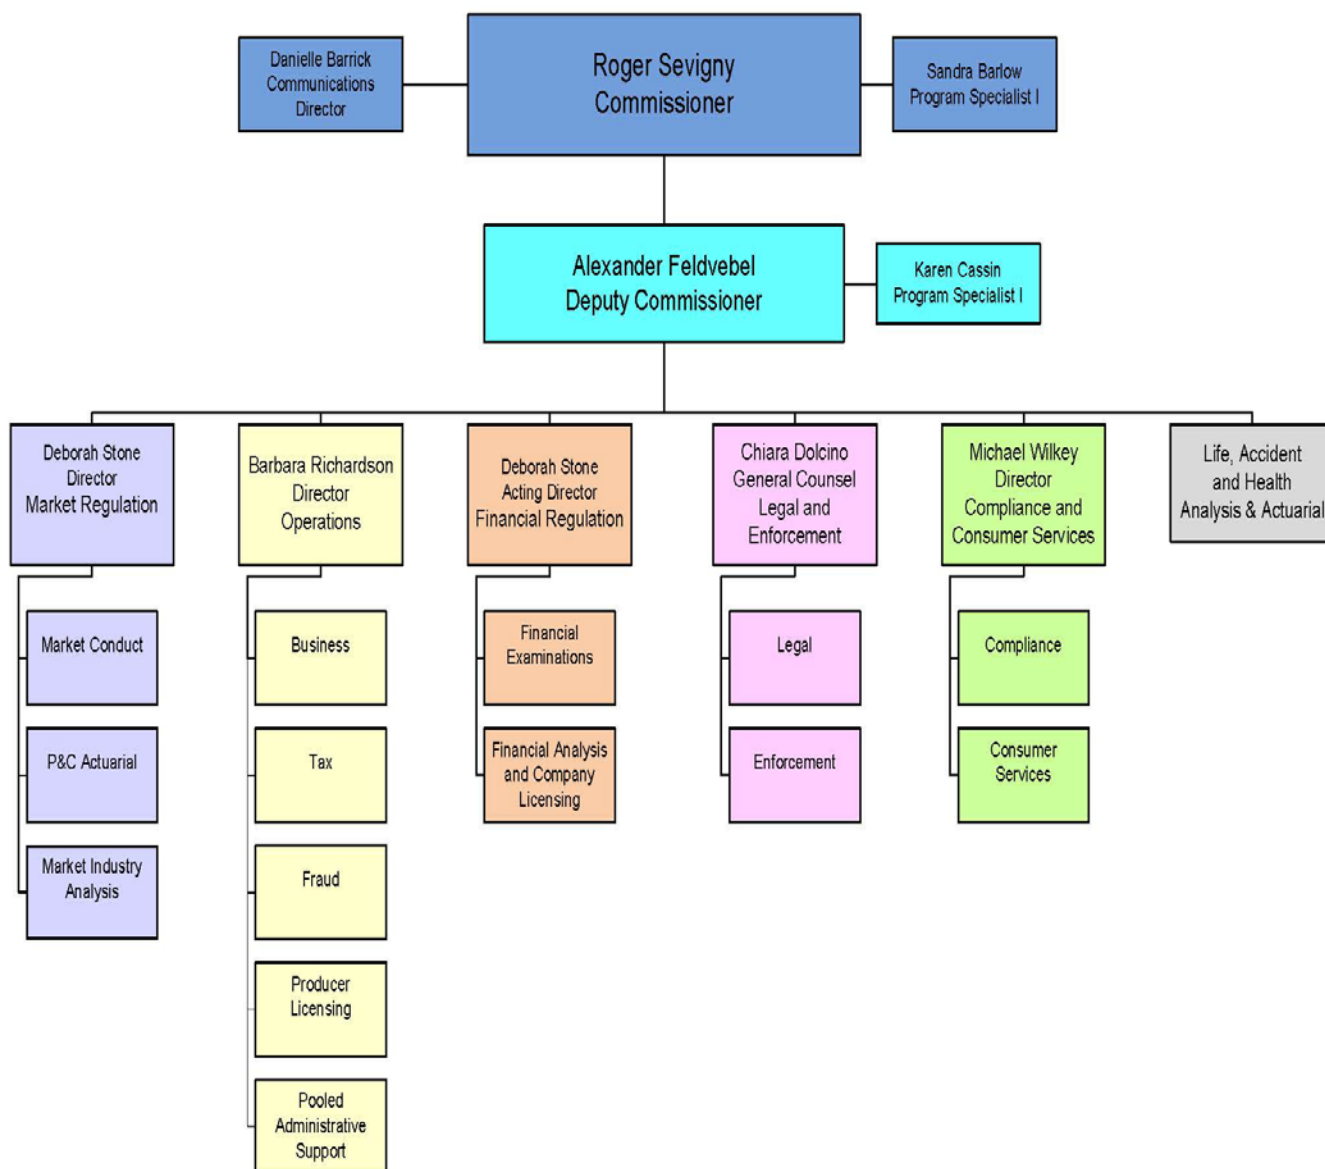 Danielle Barrick
Communications
Director
Roger Sevigny
Commissioner
Sandra Barlow
Program Specialist I
Alexander Feldvebel
Deputy Commissioner
Karen Cassin
Program Specialist I
Deborah Stone
Director
Market Regulation
Barbara Richardson
Director
Operations
Deborah Stone
Acting Director
Financial Regulation
Chiara Dolcino
General Counsel
Legal and
Enforcement
Michael Wilkey
Director
Compliance and
Consumer Services
Life, Accident
and Health
Analysis & Actuarial
Market Conduct
P&C Actuarial
Market Industry
Analysis
Business
Tax
Fraud
Producer
Licensing
Pooled
Administrative
Support
Financial
Examinations
Financial Analysis
and Company
Licensing
Legal
Enforcement
Compliance
Consumer
Services